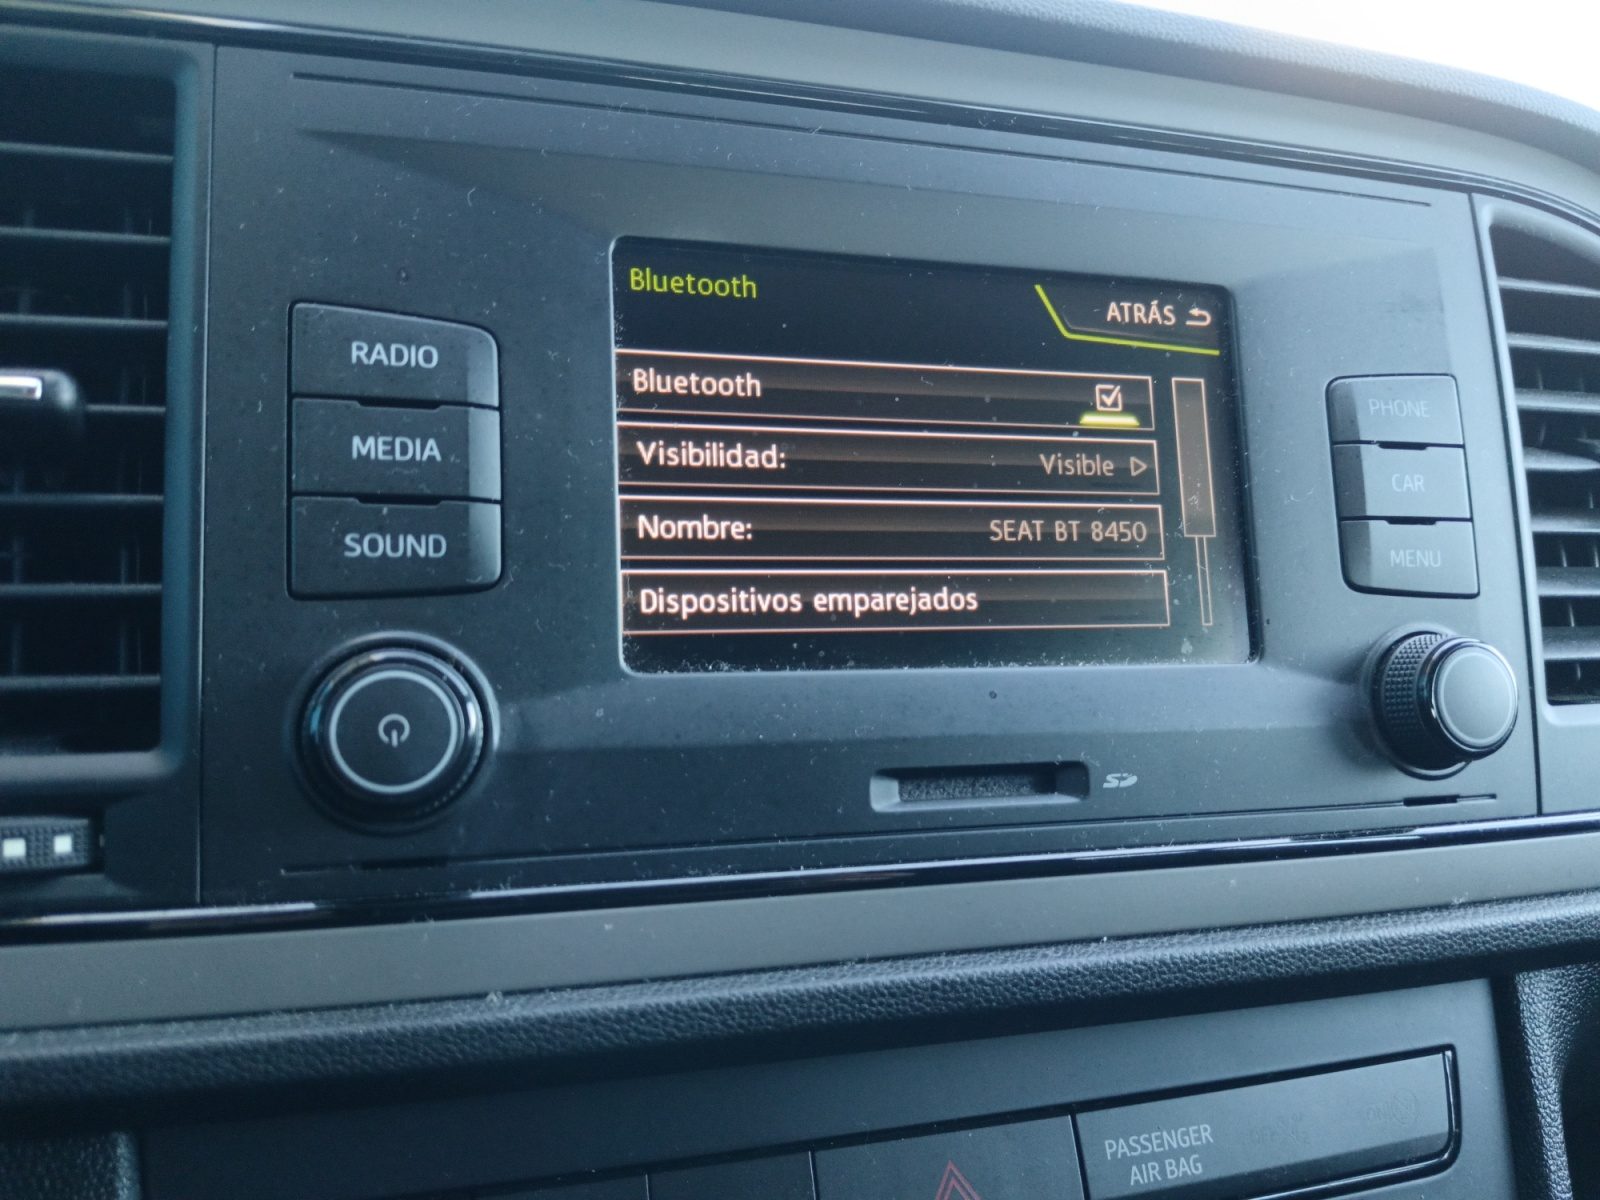 Bluetooth
ATRÁS
Bluetooth
Visibilidad: Visible
Nombre: SEAT BT 8450
Dispositivos emparejados
RADIO
MEDIA
SOUND
PHONE
CAR
MENU
SD
PASSENGER
AIR BAG